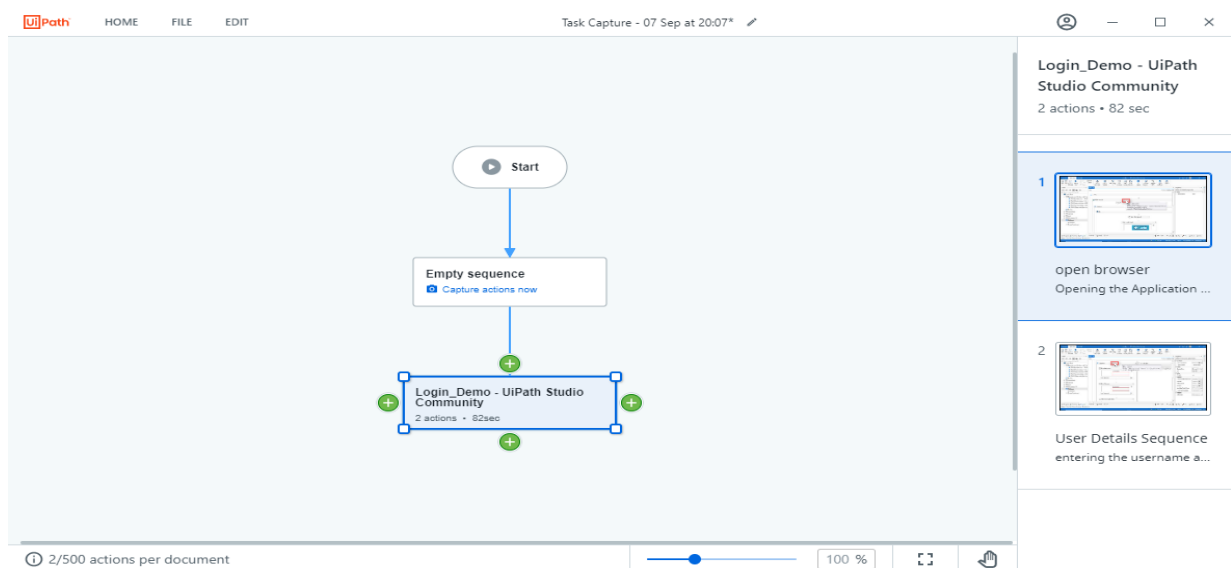 UiPath HOME FILE EDIT Task Capture - 07 Sep at 20:07*
Start
Empty sequence
Capture actions now
Login_Demo - UiPath Studio
Community
2 actions • 82sec
2/500 actions per document
100 %
Login_Demo - UiPath
Studio Community
2 actions • 82 sec
1
open browser
Opening the Application ...
2
User Details Sequence
entering the username a...